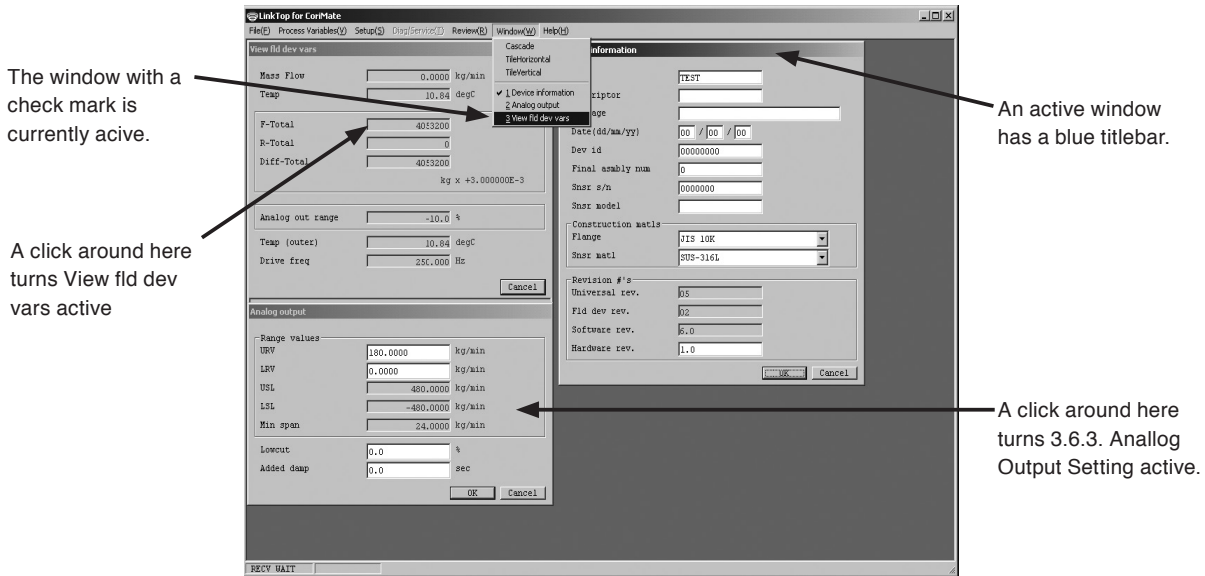 LinkTop for CoriMate
File(F) Process Variables(V) Setup(S) Diag/Service(T) Review(R) Window(W) Help(H)
Cascade
TileHorizontal
TileVertical
✔ 1 Device information
2 Analog output
3 View fld dev vars
The window with a
check mark is
currently acive.
A click around here
turns View fld dev
vars active
View fld dev vars
Mass Flow 0.0000 kg/min
Temp 10.84 degC
F-Total 4053200
R-Total 0
Diff-Total 4053200
kg x +3.000000E-3
Analog out range -10.0 %
Temp (outer) 10.84 degC
Drive freq 250.000 Hz
Cancel
Analog output
Range values
URV 180.0000 kg/min
LRV 0.0000 kg/min
USL 480.0000 kg/min
LSL -480.0000 kg/min
Min span 24.0000 kg/min
Lowcut 0.0 %
Added damp 0.0 sec
OK Cancel
information
TEST
riptor
age
Date(dd/mm/yy) 00 / 00 / 00
Dev id 00000000
Final asmbly num 0
Snsr s/n 0000000
Snsr model
Construction matls
Flange JIS 10K
Snsr matl SUS-316L
Revision #'s
Universal rev. 05
Fld dev rev. 02
Software rev. 6.0
Hardware rev. 1.0
OK Cancel
An active window
has a blue titlebar.
A click around here
turns 3.6.3. Anallog
Output Setting active.
RECV WAIT